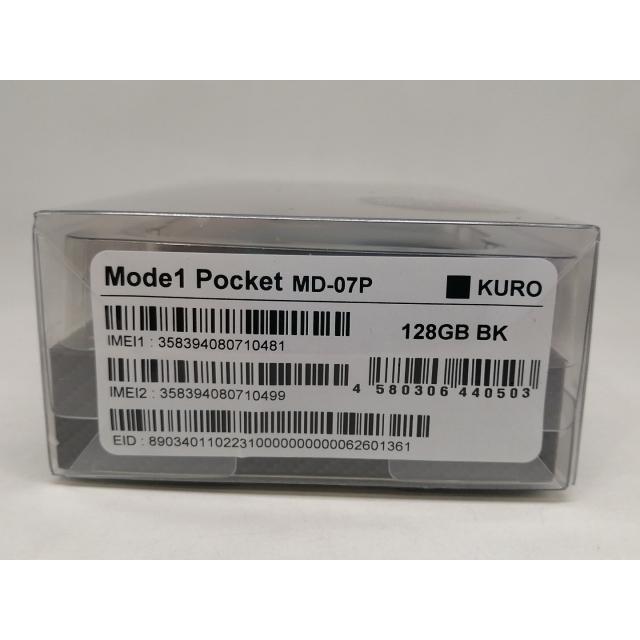 Mode1 Pocket MD-07P
KURO
IMEI1 : 358394080710481
128GB BK
IMEI2 : 358394080710499
4 580306 440503
EID : 89034011022310000000000062601361